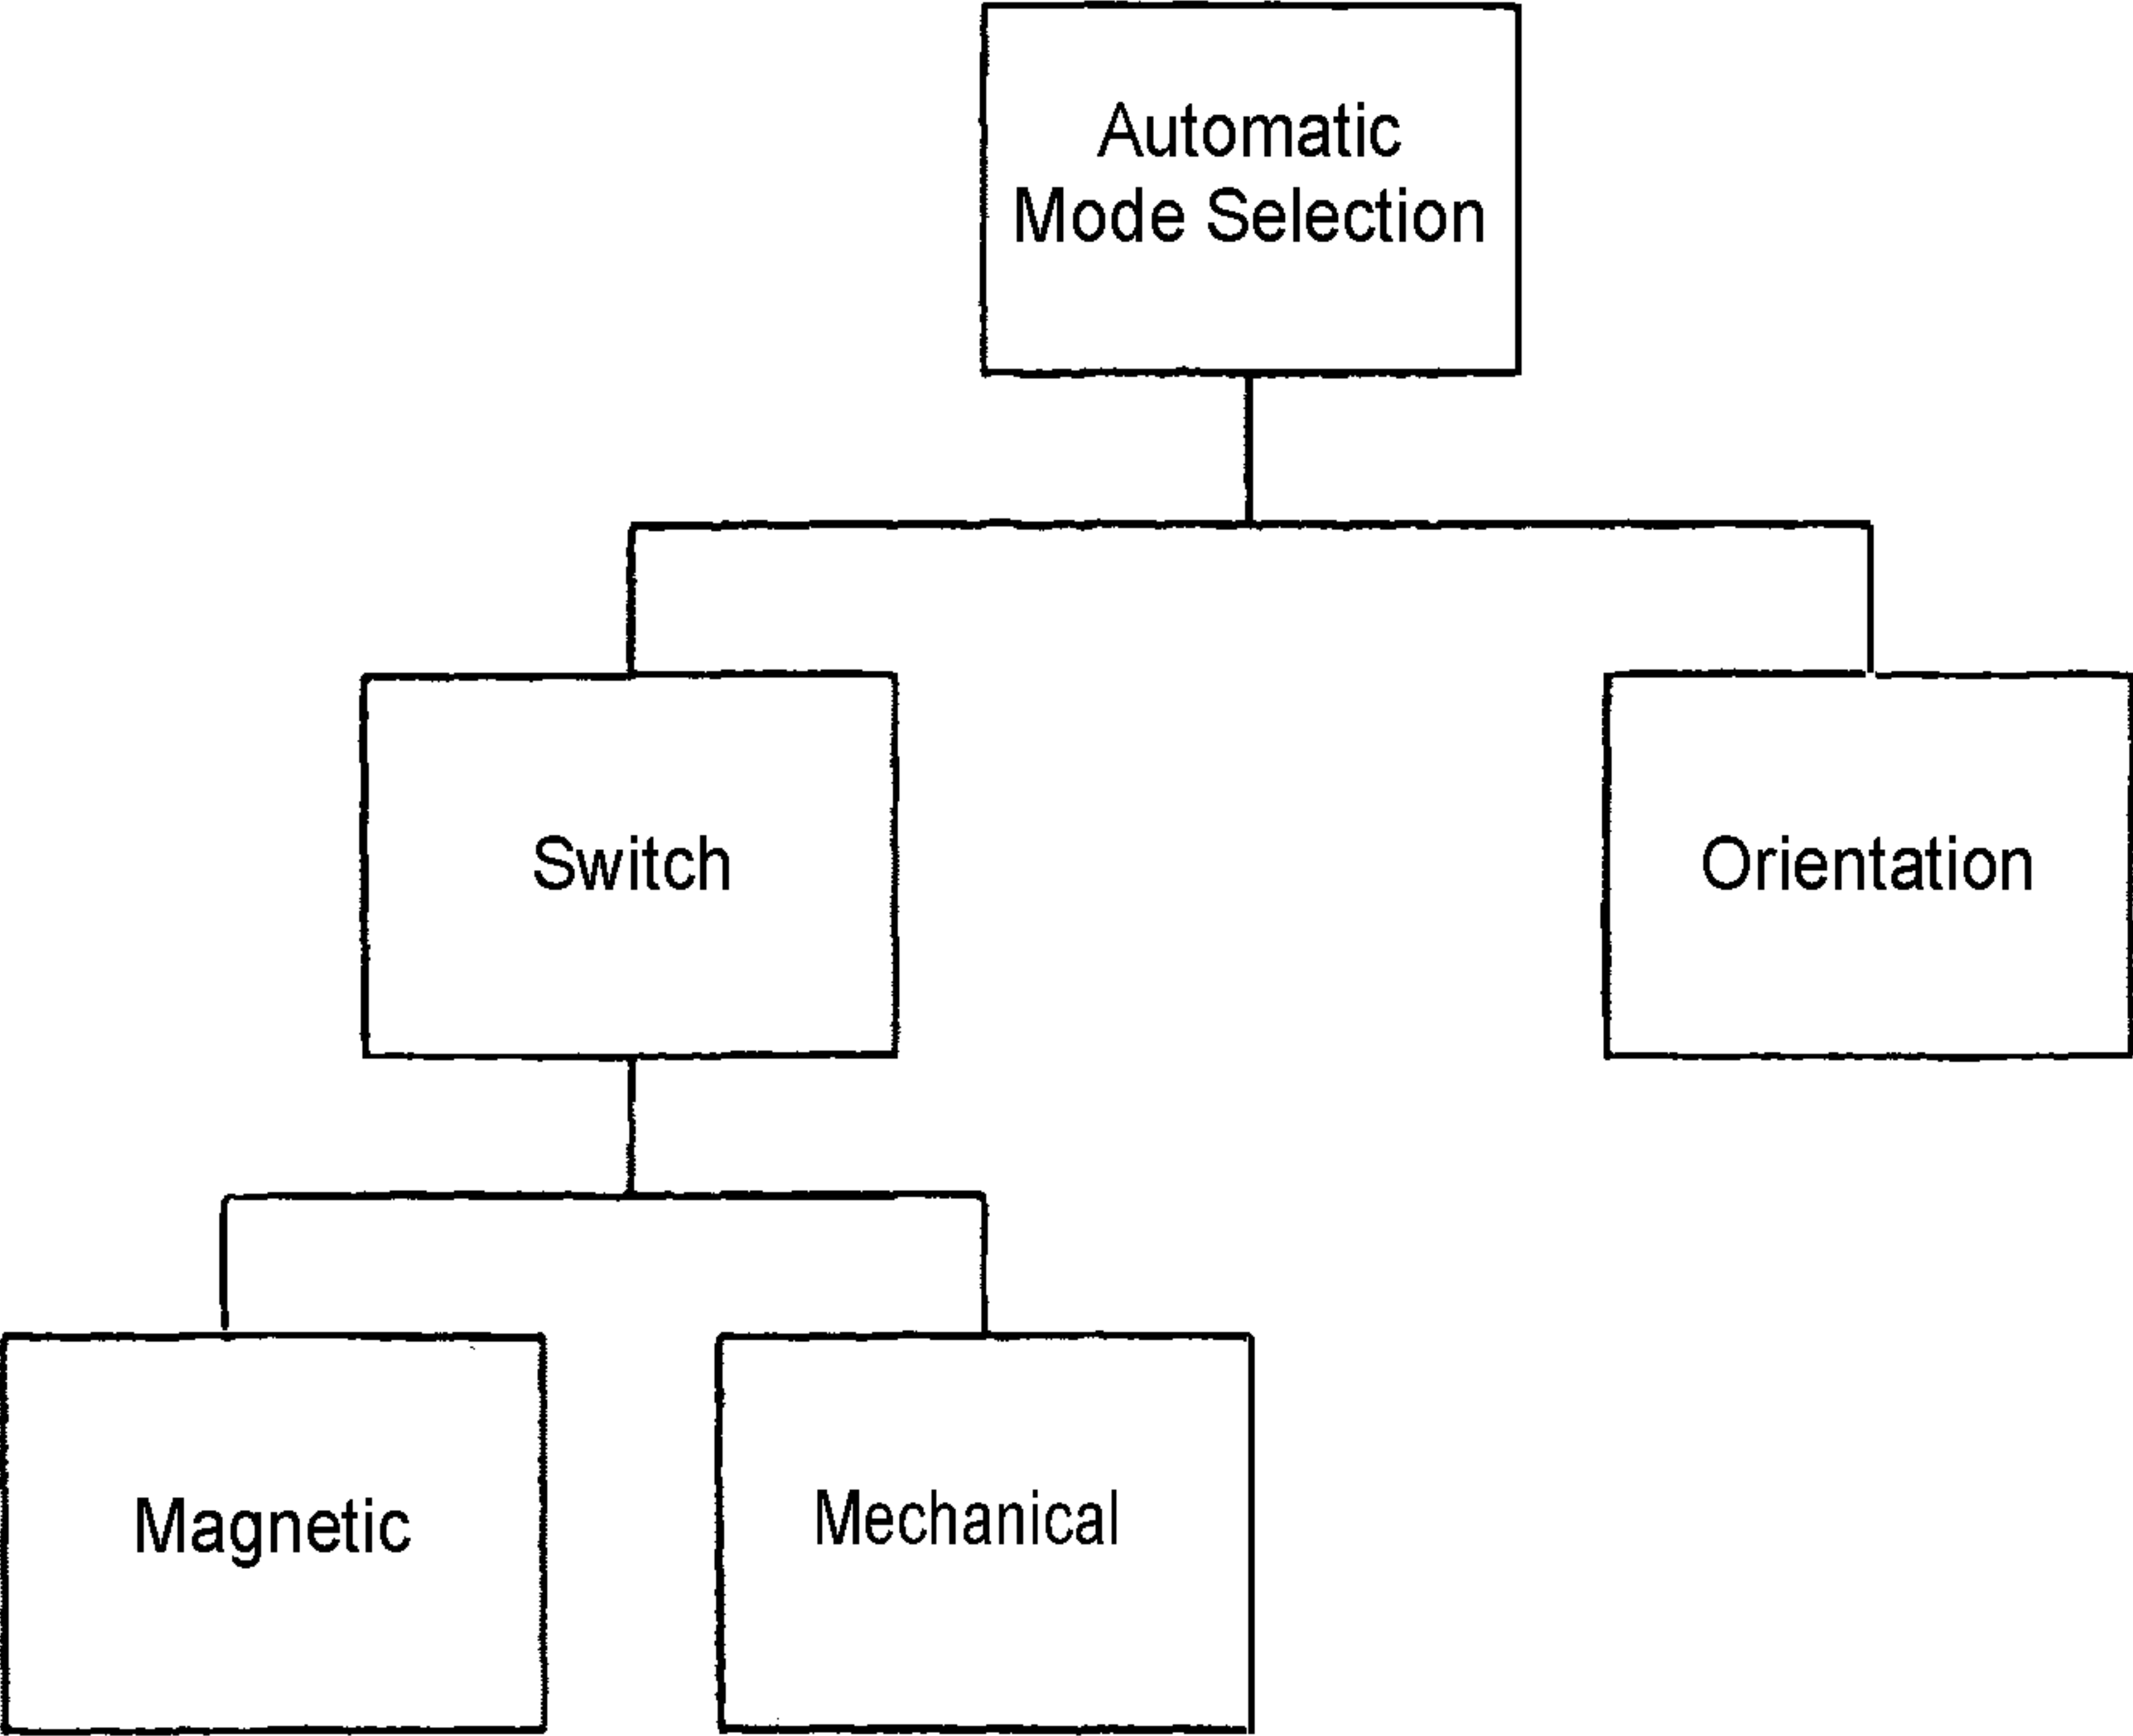 Automatic
Mode Selection
Switch
Orientation
Magnetic
Mechanical